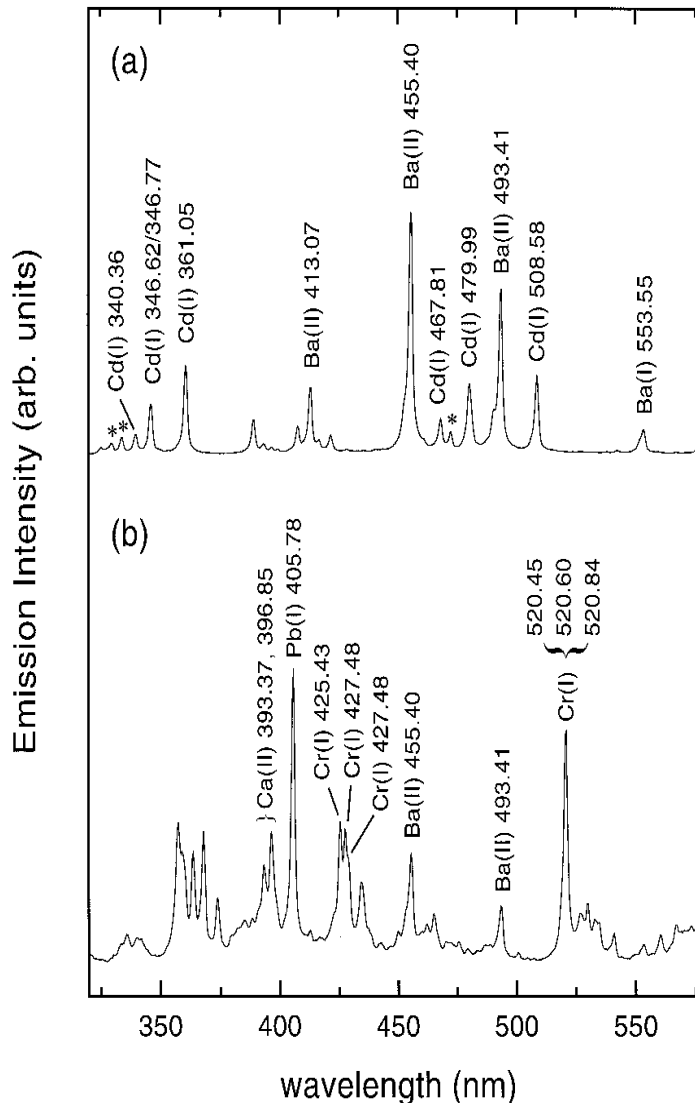 (a)
Cd(I) 340.36
Cd(I) 346.62/346.77
Cd(I) 361.05
Ba(II) 413.07
Ba(II) 455.40
Cd(I) 467.81
Cd(I) 479.99
Ba(II) 493.41
Cd(I) 508.58
Ba(I) 553.55
*
*
*
(b)
} Ca(II) 393.37, 396.85
Pb(I) 405.78
Cr(I) 425.43
Cr(I) 427.48
Cr(I) 427.48
Ba(II) 455.40
Ba(II) 493.41
520.45
520.60
520.84
}
Cr(I)
Emission Intensity (arb. units)
350 400 450 500 550
wavelength (nm)